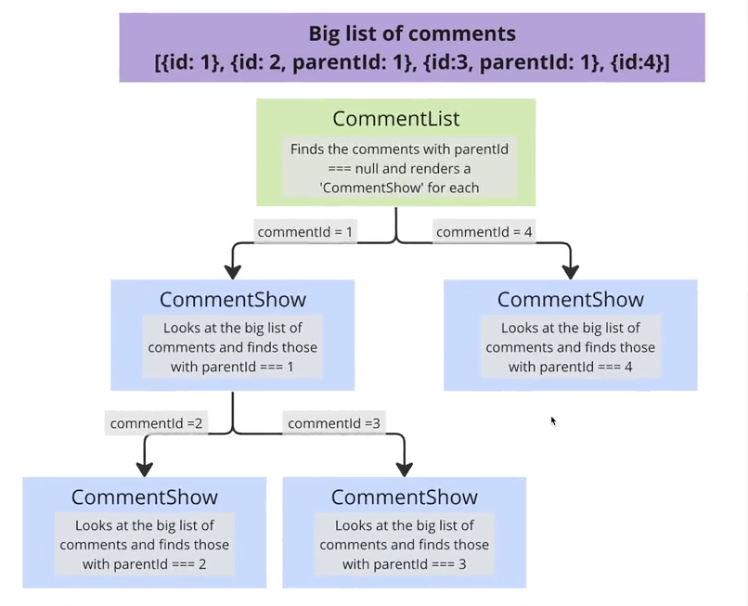 Big list of comments
[{id: 1}, {id: 2, parentId: 1}, {id:3, parentId: 1}, {id:4}]
CommentList
Finds the comments with parentId
=== null and renders a
'CommentShow' for each
commentId = 1
commentId = 4
CommentShow
Looks at the big list of
comments and finds those
with parentId === 1
CommentShow
Looks at the big list of
comments and finds those
with parentId === 4
commentId =2
commentId =3
CommentShow
Looks at the big list of
comments and finds those
with parentId === 2
CommentShow
Looks at the big list of
comments and finds those
with parentId === 3